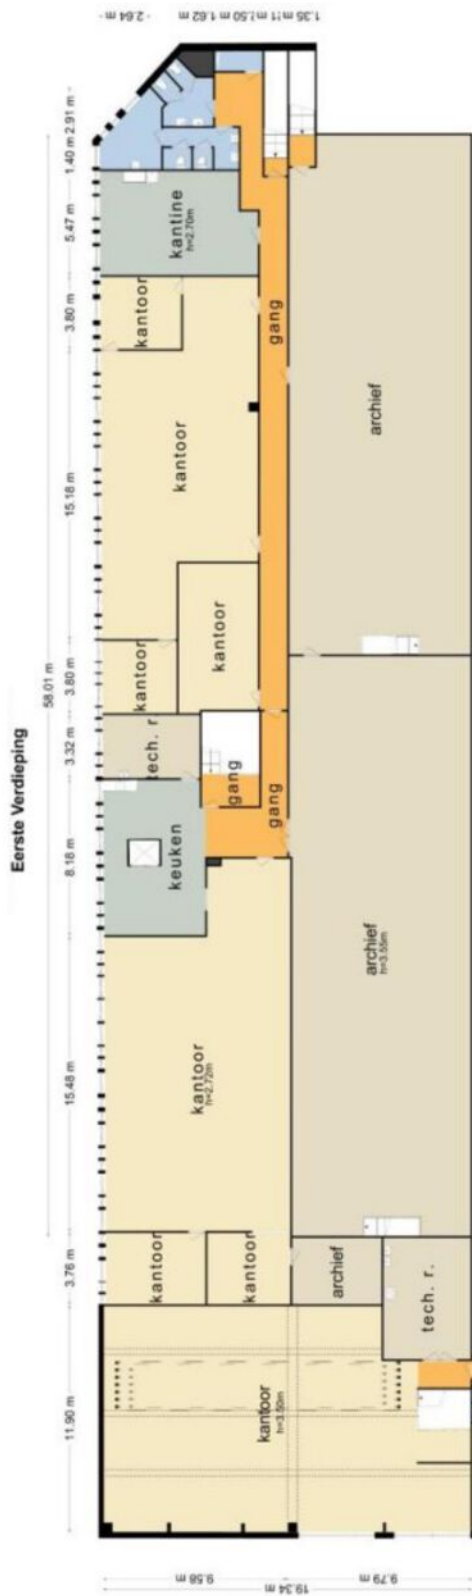 Eerste Verdieping
58.01 m
11.90 m
3.76 m
15.48 m
8.18 m
3.32 m
3.80 m
15.18 m
3.80 m
5.47 m
1.40 m
2.91 m
2.64 m
1.62 m
1.35 m
9.58 m
19.34 m
9.79 m
kantoor
h=3.50m
kantoor
kantoor
archief
tech. r.
kantoor
h=2.72m
keuken
tech. r.
gang
gang
kantoor
kantoor
kantoor
kantoor
kantine
h=2.70m
gang
archief
h=3.55m
archief